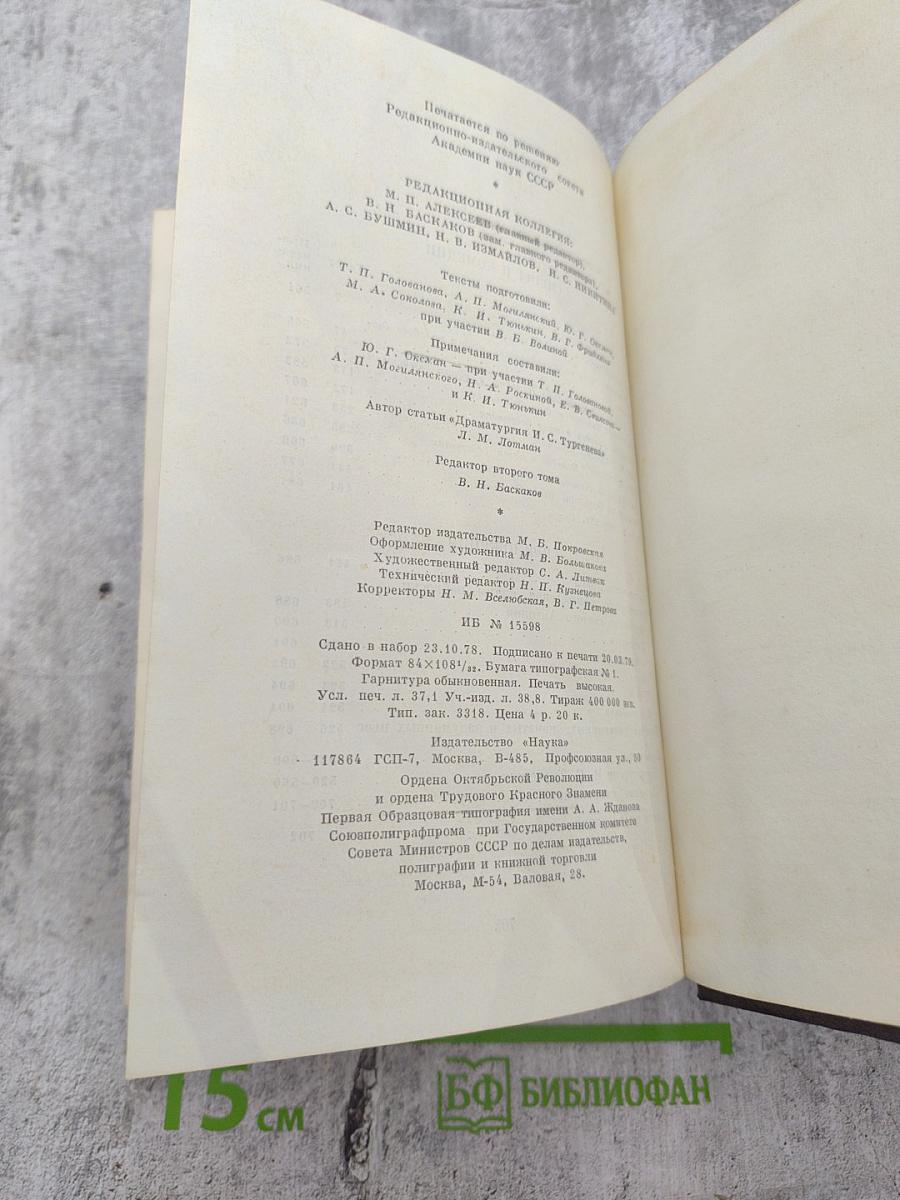 Печатается по решению
Редакционно-издательского совета
Академии наук СССР
*
РЕДАКЦИОННАЯ КОЛЛЕГИЯ:
М. П. АЛЕКСЕЕВ (главный редактор),
В. Н. БАСКАКОВ (зам. главного редактора),
А. С. БУШМИН, Н. В. ИЗМАЙЛОВ, Н. С. НИКИТИНА
Тексты подготовили:
Т. П. Голованова, А. П. Могилянский, Ю. Г. Оксман,
М. А. Соколова, К. И. Тюнькин, В. Г. Фридлянд
при участии В. Б. Волиной
Примечания составили:
Ю. Г. Оксман — при участии Т. П. Головановой,
А. П. Могилянского, Н. А. Роскиной, Е. В.
и К. И. Тюнькин
Автор статьи «Драматургия И. С. Тургенева»
Л. М. Лотман
Редактор второго тома
В. Н. Баскаков
*
Редактор издательства М. Б. Покровская
Оформление художника М. В. Большакова
Художественный редактор С. А. Литвак
Технический редактор Н. П. Кузнецова
Корректоры Н. М. Вселюбская, В. Г. Петрова
ИБ № 15598
Сдано в набор 23.10.78. Подписано к печати 20.03.79.
Формат 84×108¹/₃₂. Бумага типографская № 1.
Гарнитура обыкновенная. Печать высокая.
Усл. печ. л. 37,1 Уч.-изд. л. 38,8. Тираж 400 000 экз.
Тип. зак. 3318. Цена 4 р. 20 к.
Издательство «Наука»
117864 ГСП-7, Москва, В-485, Профсоюзная ул., 90
Ордена Октябрьской Революции
и ордена Трудового Красного Знамени
Первая Образцовая типография имени А. А. Жданова
Союзполиграфпрома при Государственном комитете
Совета Министров СССР по делам издательств,
полиграфии и книжной торговли
Москва, М-54, Валовая, 28.
15 см
БФ БИБЛИОФАН